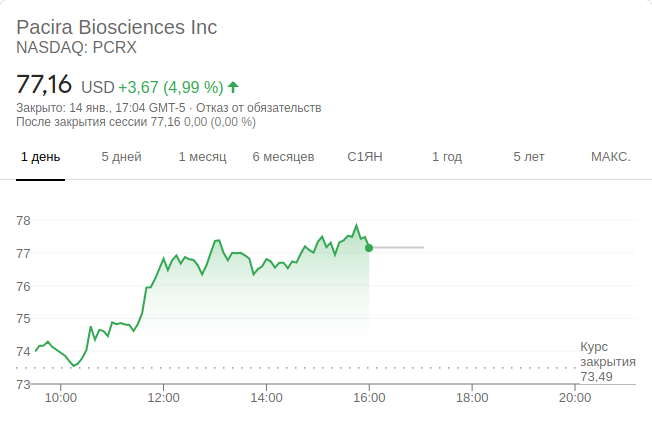 Pacira Biosciences Inc
NASDAQ: PCRX
77,16 USD +3,67 (4,99 %)
Закрыто: 14 янв., 17:04 GMT-5 · Отказ от обязательств
После закрытия сессии 77,16 0,00 (0,00 %)
1 день 5 дней 1 месяц 6 месяцев С1ЯН 1 год 5 лет МАКС.
78
77
76
75
74
Курс
закрытия
73,49
73
10:00 12:00 14:00 16:00 18:00 20:00